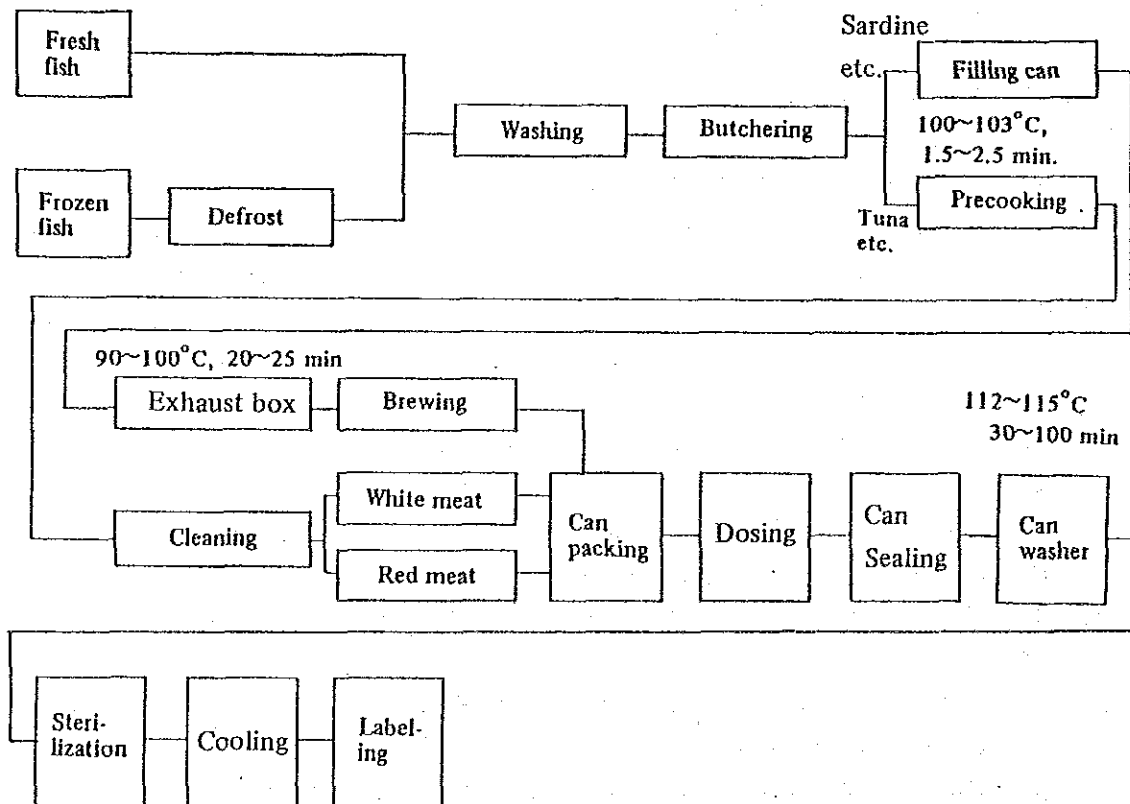 Fresh
fish
Frozen
fish
Defrost
Washing
Butchering
Sardine
etc.
Filling can
100~103°C,
1.5~2.5 min.
Precooking
Tuna
etc.
90~100°C, 20~25 min
Exhaust box
Brewing
Cleaning
White meat
Red meat
Can
packing
Dosing
Can
Sealing
112~115°C
30~100 min
Can
washer
Steri-
lization
Cooling
Label-
ing